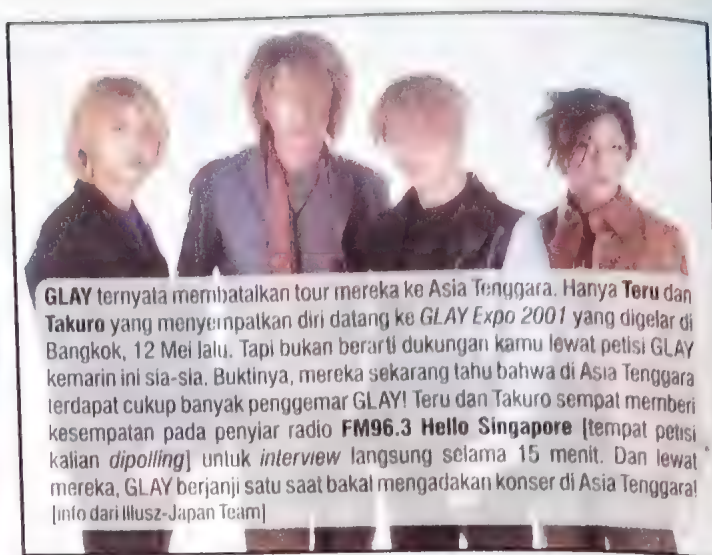 GLAY ternyata membatalkan tour mereka ke Asia Tenggara. Hanya Teru dan
Takuro yang menyempatkan diri datang ke GLAY Expo 2001 yang digelar di
Bangkok, 12 Mei lalu. Tapi bukan berarti dukungan kamu lewat petisi GLAY
kemarin ini sia-sia. Buktinya, mereka sekarang tahu bahwa di Asia Tenggara
terdapat cukup banyak penggemar GLAY! Teru dan Takuro sempat memberi
kesempatan pada penyiar radio FM96.3 Hello Singapore [tempat petisi
kalian dipolling] untuk interview langsung selama 15 menit. Dan lewat
mereka, GLAY berjanji satu saat bakal mengadakan konser di Asia Tenggara!
[info dari Illusz-Japan Team]